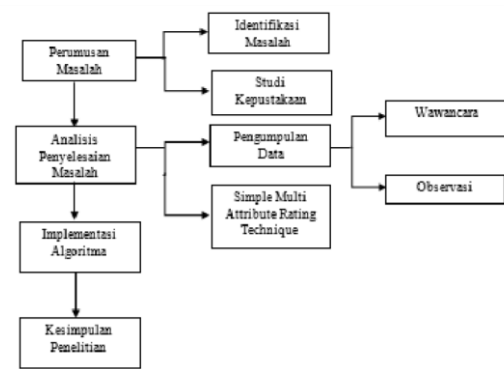 Perumusan
Masalah
Identifikasi
Masalah
Studi
Kepustakaan
Analisis
Penyelesaian
Masalah
Pengumpulan
Data
Wawancara
Observasi
Simple Multi
Attribute Rating
Technique
Implementasi
Algoritma
Kesimpulan
Penelitian